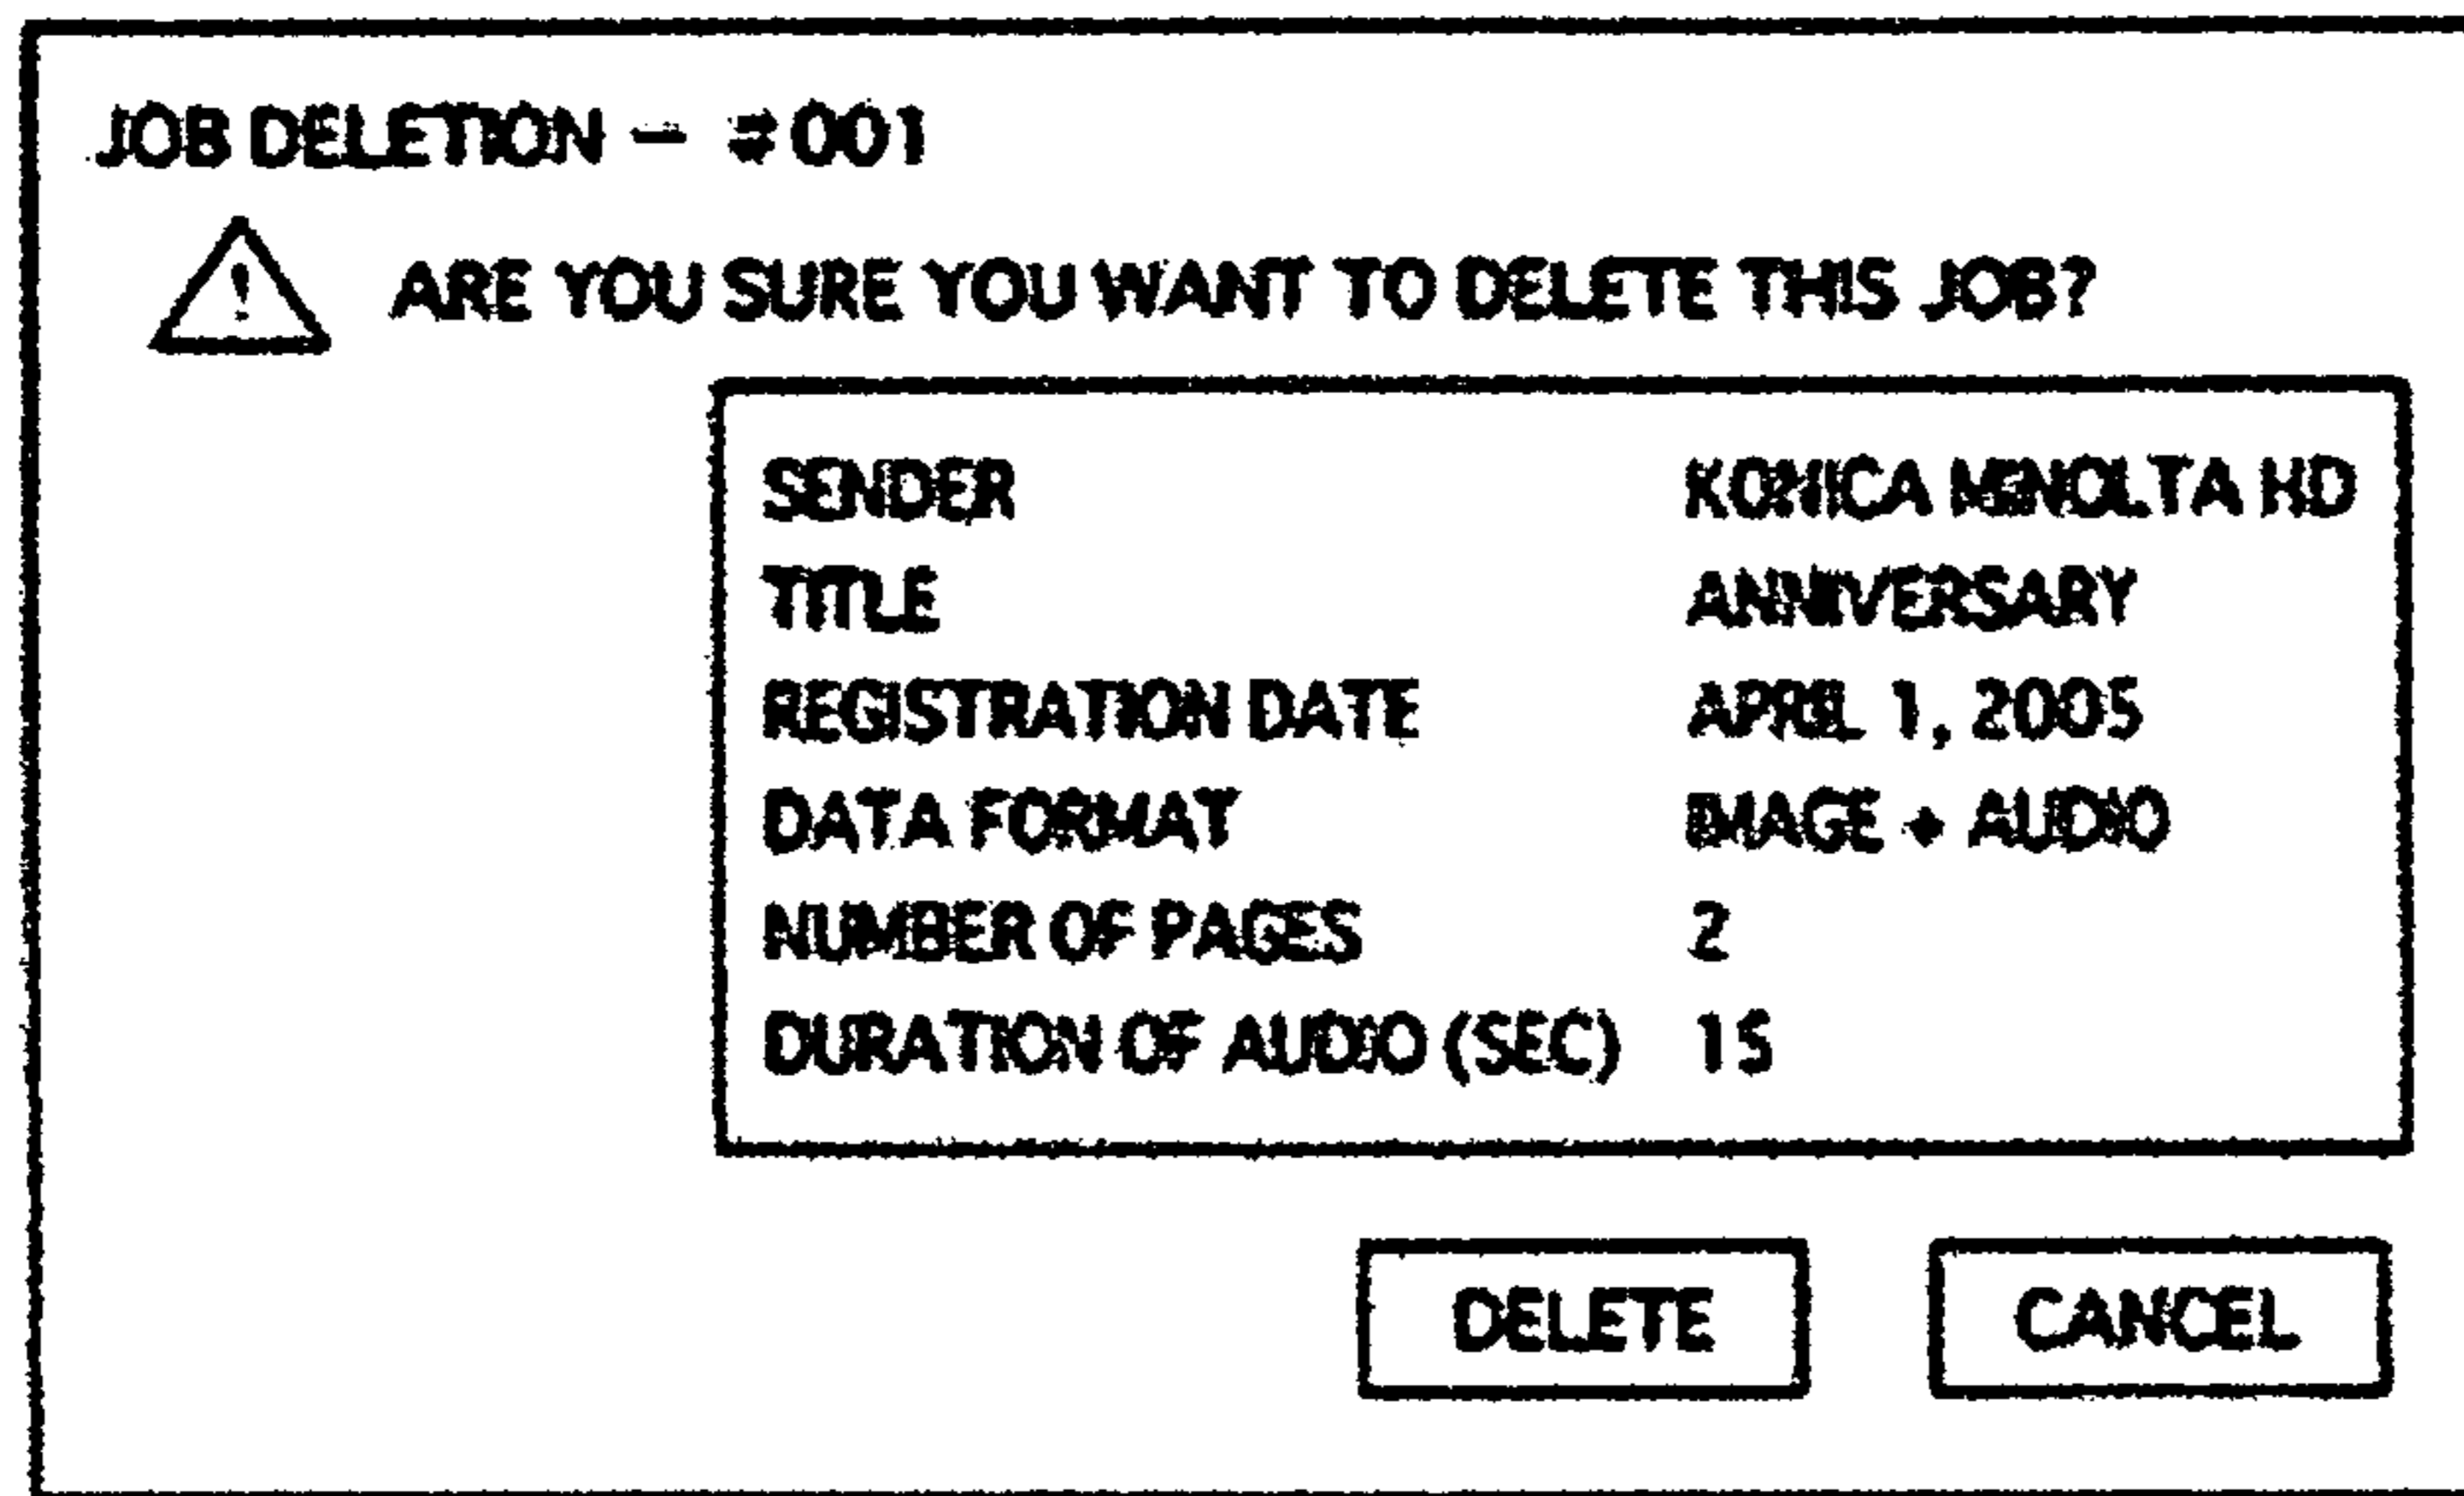 JOB DELETION – #001
! ARE YOU SURE YOU WANT TO DELETE THIS JOB?
SENDER KONICA MINOLTA HD
TITLE ANNIVERSARY
REGISTRATION DATE APRIL 1, 2005
DATA FORMAT IMAGE + AUDIO
NUMBER OF PAGES 2
DURATION OF AUDIO (SEC) 15
DELETE CANCEL